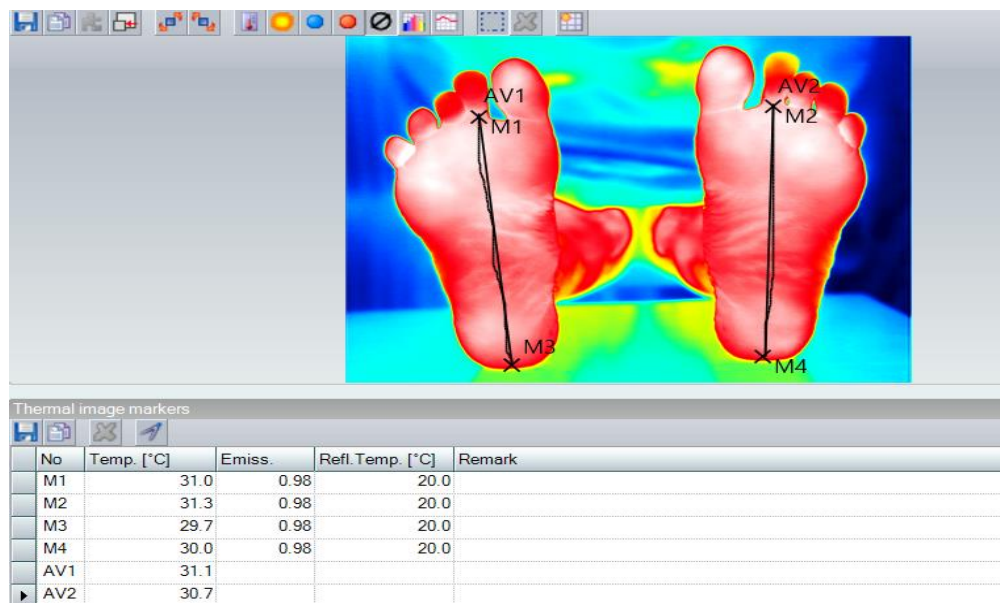 AV1
M1
AV2
M2
M3
M4
Thermal image markers
No Temp. [°C] Emiss. Refl.Temp. [°C] Remark
M1 31.0 0.98 20.0
M2 31.3 0.98 20.0
M3 29.7 0.98 20.0
M4 30.0 0.98 20.0
AV1 31.1
AV2 30.7